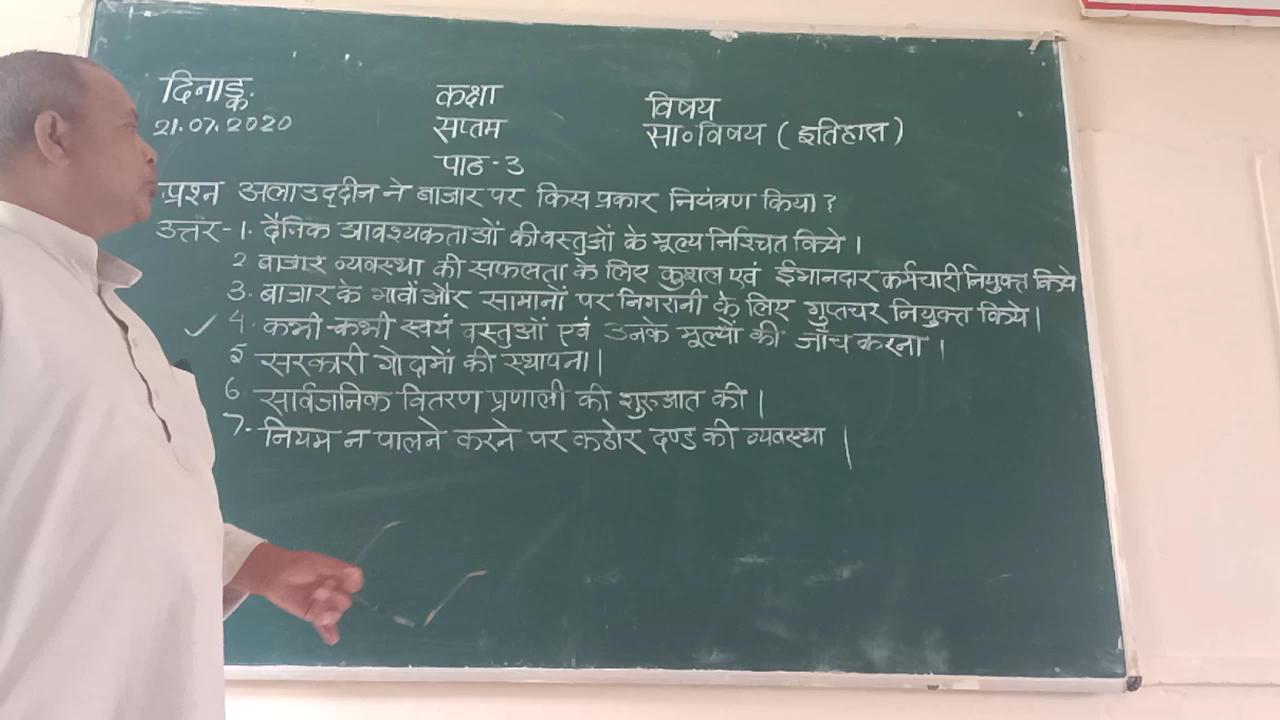 दिनाङ्क कक्षा विषय
21.07.2020 सप्तम सा०विषय (इतिहास)
पाठ-3
प्रश्न अलाउद्दीन ने बाजार पर किस प्रकार नियंत्रण किया?
उत्तर-1. दैनिक आवश्यकताओं की वस्तुओं के मूल्य निश्चित किये।
2 बाजार व्यवस्था की सफलता के लिए कुशल एवं ईमानदार कर्मचारी नियुक्त किये
3. बाजार के भावों और सामानों पर निगरानी के लिए गुप्तचर नियुक्त किये।
✓ 4. कभी-कभी स्वयं वस्तुओं एवं उनके मूल्यों की जाँच करना।
5 सरकारी गोदामों की स्थापना।
6 सार्वजनिक वितरण प्रणाली की शुरुआत की।
7- नियम न पालने करने पर कठोर दण्ड की व्यवस्था।